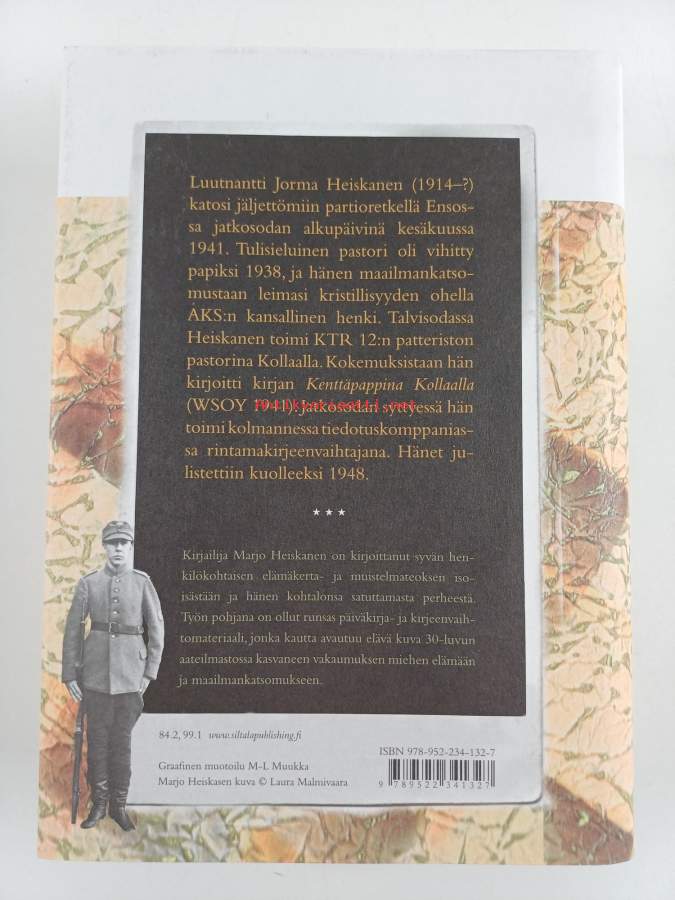 Luutnantti Jorma Heiskanen (1914–?)
katosi jäljettömiin partioretkellä Ensos-
sa jatkosodan alkupäivinä kesäkuussa
1941. Tulisieluinen pastori oli vihitty
papiksi 1938, ja hänen maailmankatso-
mustaan leimasi kristillisyyden ohella
AKS:n kansallinen henki. Talvisodassa
Heiskanen toimi KTR 12:n patteriston
pastorina Kollaalla. Kokemuksistaan hän
kirjoitti kirjan Kenttäpappina Kollaalla
(WSOY 1941). Jatkosodan syttyessä hän
toimi kolmannessa tiedotuskomppanias-
sa rintamakirjeenvaihtajana. Hänet ju-
listettiin kuolleeksi 1948.
★ ★ ★
Kirjailija Marjo Heiskanen on kirjoittanut syvän hen-
kilökohtaisen elämäkerta- ja muistelmateoksen iso-
isästään ja hänen kohtalonsa satuttamasta perheestä.
Työn pohjana on ollut runsas päiväkirja- ja kirjeenvaih-
tomateriaali, jonka kautta avautuu elävä kuva 30-luvun
aateilmastossa kasvaneen vakaumuksen miehen elämään
ja maailmankatsomukseen.
84.2, 99.1 www.siltalapublishing.fi
Graafinen muotoilu M-L Muukka
Marjo Heiskasen kuva © Laura Malmivaara
ISBN 978-952-234-132-7
9 789522 341327